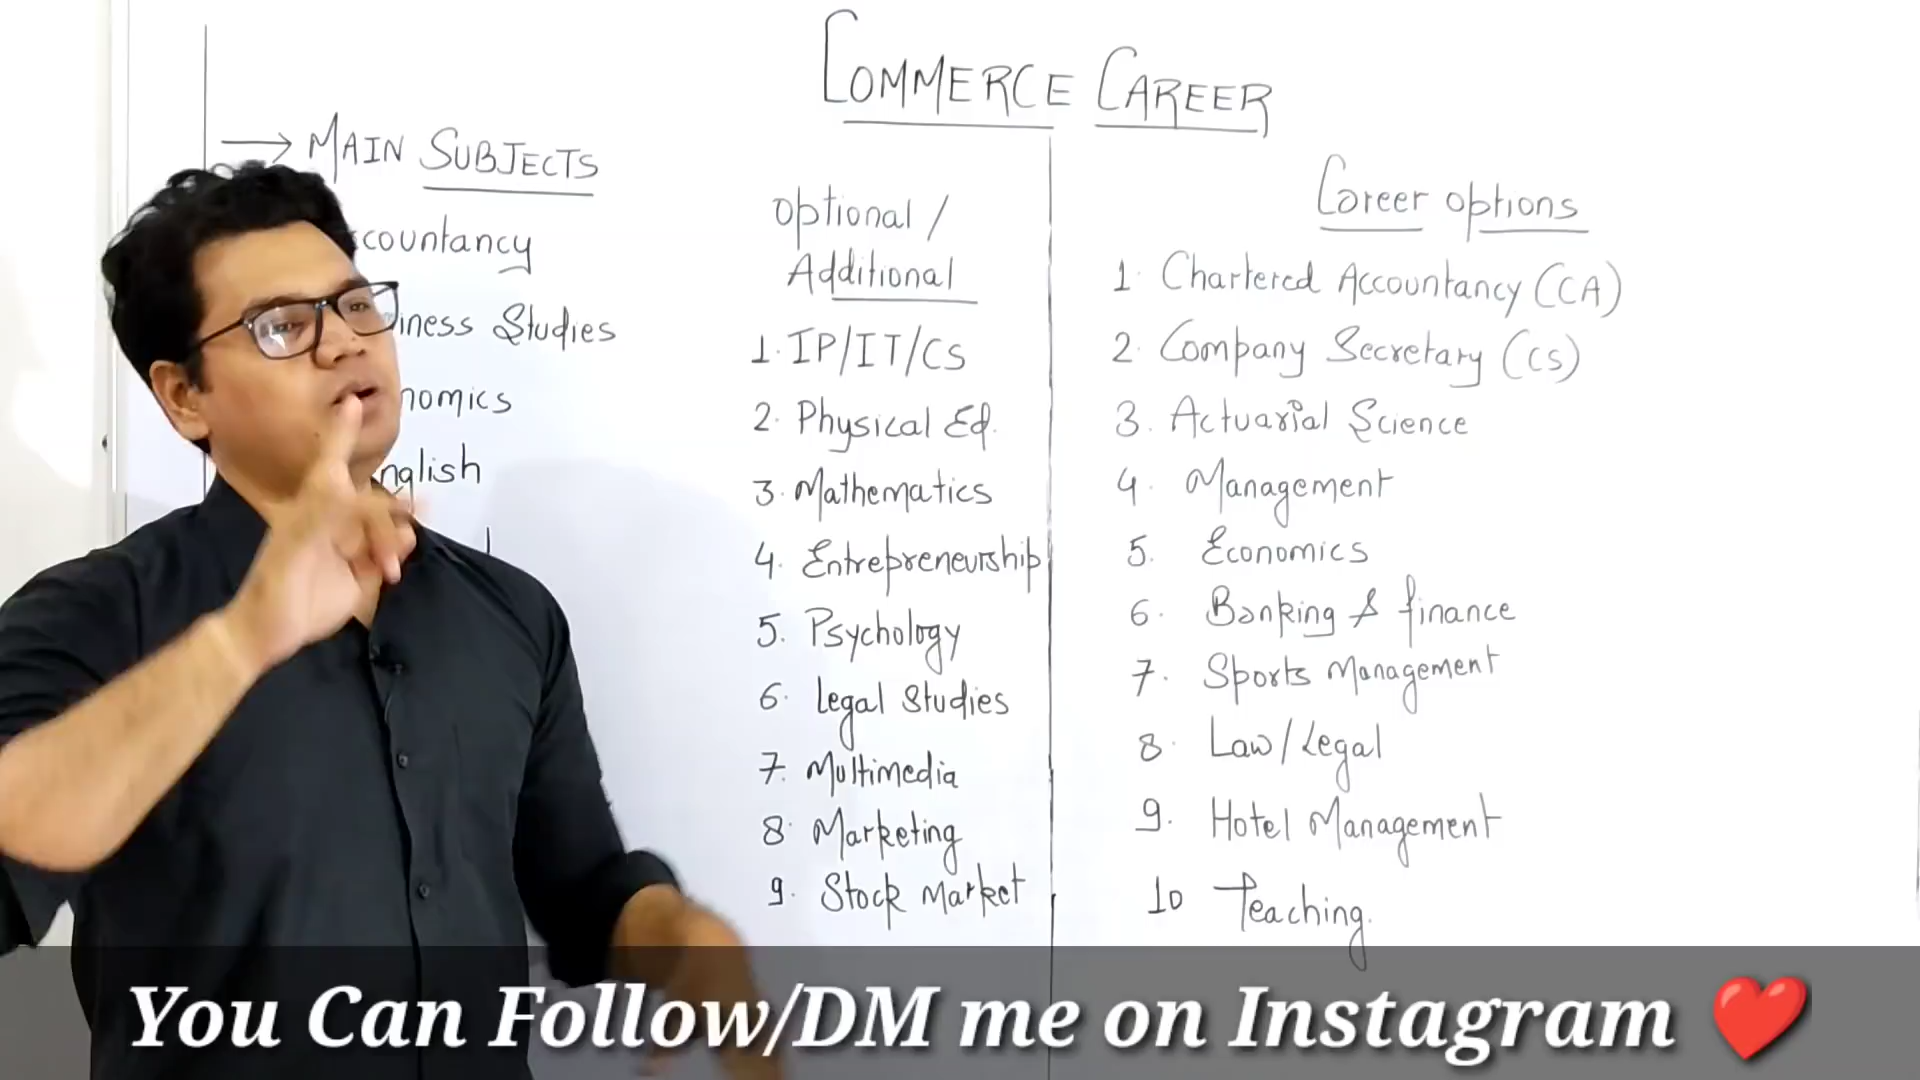 COMMERCE CAREER
→ MAIN SUBJECTS
ccountancy
iness Studies
nomics
nglish
Optional /
Additional
1. IP/IT/CS
2. Physical Ed.
3. Mathematics
4. Entrepreneurship
5. Psychology
6. Legal Studies
7. Multimedia
8. Marketing
9. Stock Market
Career options
1. Chartered Accountancy (CA)
2. Company Secretary (CS)
3. Actuarial Science
4. Management
5. Economics
6. Banking & finance
7. Sports Management
8. Law/Legal
9. Hotel Management
10 Teaching.
You Can Follow/DM me on Instagram ❤️